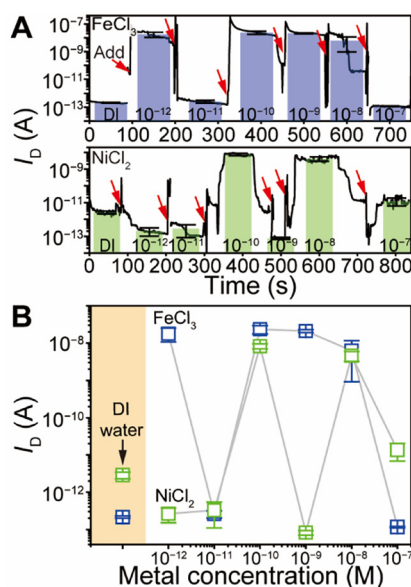 A
FeCl3
Add
10⁻⁷
10⁻⁹
10⁻¹¹
10⁻¹³
DI 10⁻¹² 10⁻¹¹ 10⁻¹⁰ 10⁻⁹ 10⁻⁸ 10⁻⁷
0 100 200 300 400 500 600 700
NiCl2
10⁻⁹
10⁻¹¹
10⁻¹³
DI 10⁻¹² 10⁻¹¹ 10⁻¹⁰ 10⁻⁹ 10⁻⁸ 10⁻⁷
0 100 200 300 400 500 600 700 800
ID (A)
Time (s)
B
FeCl3
10⁻⁸
10⁻¹⁰
10⁻¹²
ID (A)
DI
water
NiCl2
10⁻¹² 10⁻¹¹ 10⁻¹⁰ 10⁻⁹ 10⁻⁸ 10⁻⁷
Metal concentration (M)